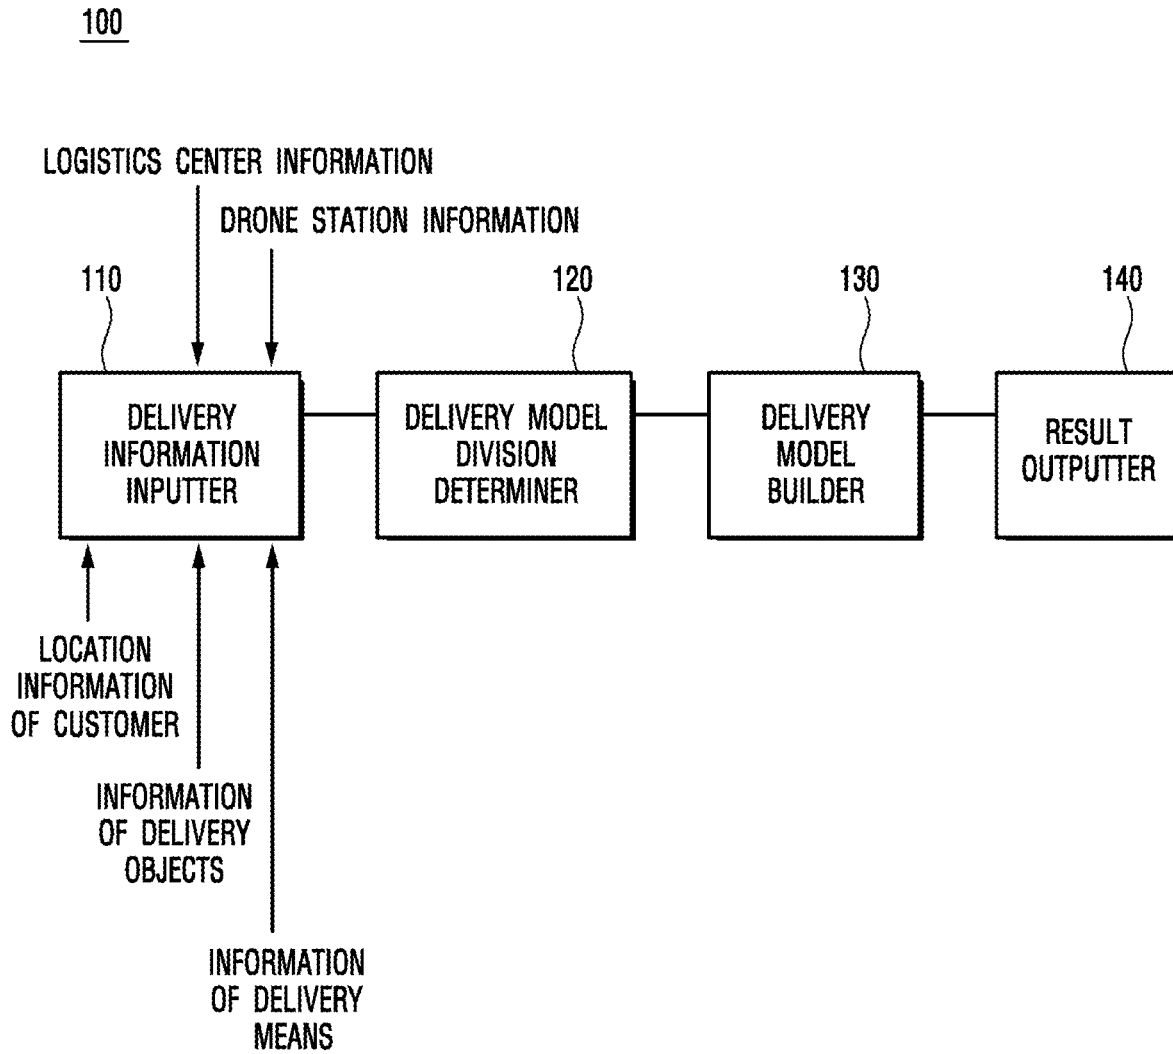 100
LOGISTICS CENTER INFORMATION
DRONE STATION INFORMATION
110
120
130
140
DELIVERY
INFORMATION
INPUTTER
DELIVERY MODEL
DIVISION
DETERMINER
DELIVERY
MODEL
BUILDER
RESULT
OUTPUTTER
LOCATION
INFORMATION
OF CUSTOMER
INFORMATION
OF DELIVERY
OBJECTS
INFORMATION
OF DELIVERY
MEANS